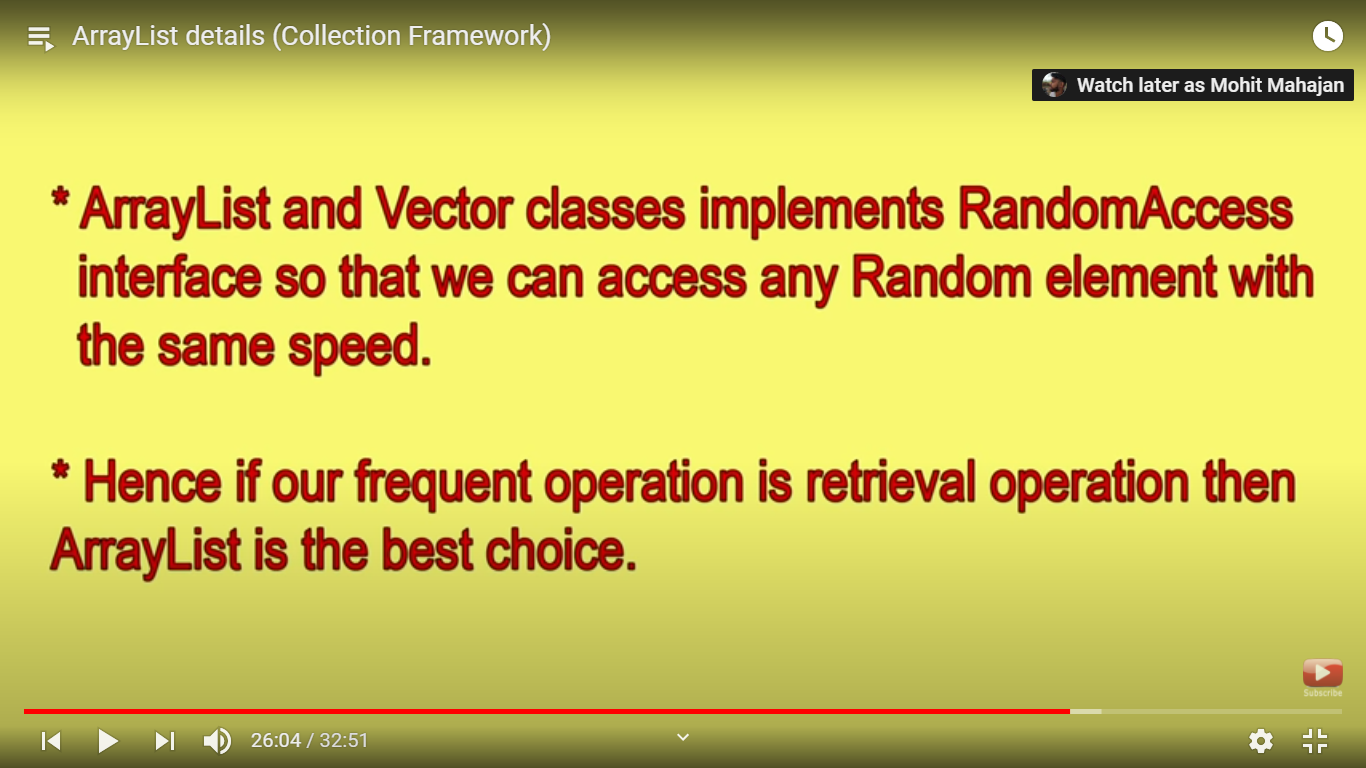 ArrayList details (Collection Framework)
Watch later as Mohit Mahajan
* ArrayList and Vector classes implements RandomAccess
interface so that we can access any Random element with
the same speed.
* Hence if our frequent operation is retrieval operation then
ArrayList is the best choice.
Subscribe
26:04 / 32:51